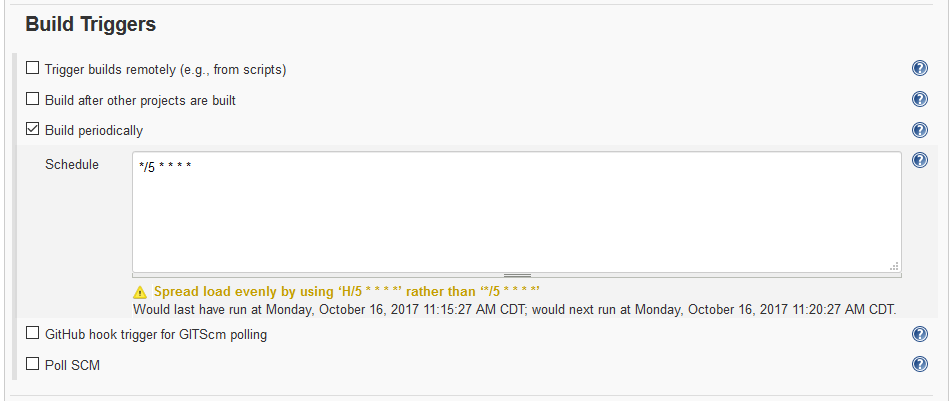 Build Triggers
Trigger builds remotely (e.g., from scripts)
Build after other projects are built
Build periodically
Schedule
*/5 * * * *
Spread load evenly by using ‘H/5 * * * *’ rather than ‘*/5 * * * *’
Would last have run at Monday, October 16, 2017 11:15:27 AM CDT; would next run at Monday, October 16, 2017 11:20:27 AM CDT.
GitHub hook trigger for GITScm polling
Poll SCM